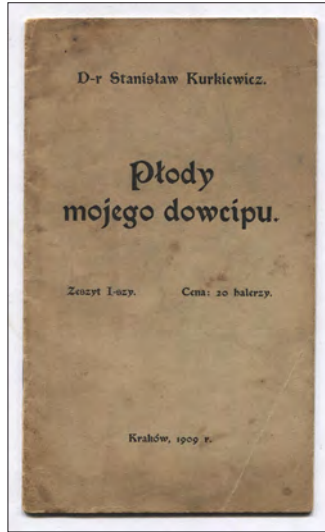 D-r Stanisław Kurkiewicz.
Płody
mojego dowcipu.
Zeszyt I-szy. Cena: 20 halerzy.
Kraków, 1909 r.